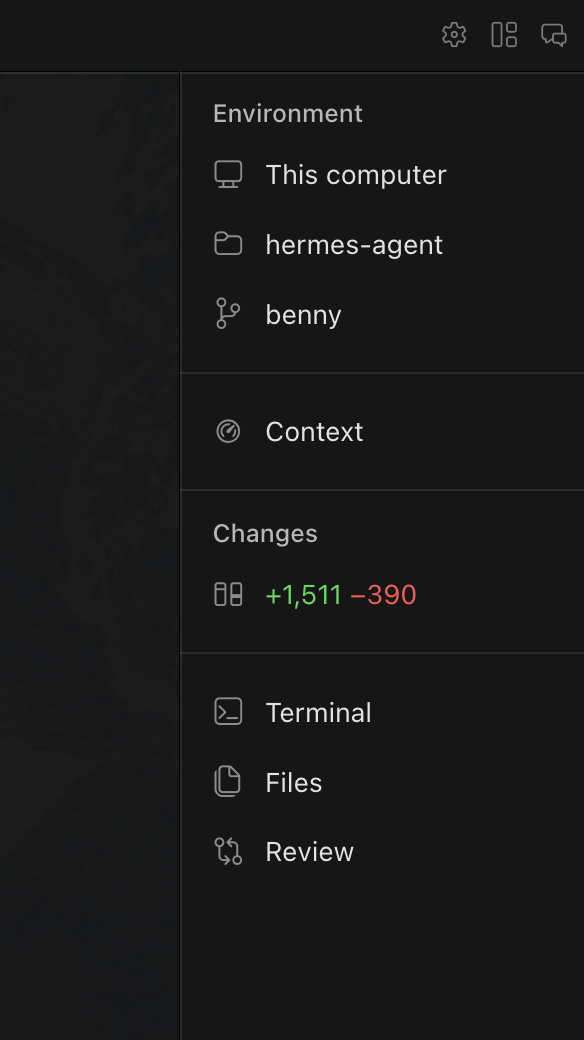 Environment
This computer
hermes-agent
benny
Context
Changes
+1,511 −390
Terminal
Files
Review